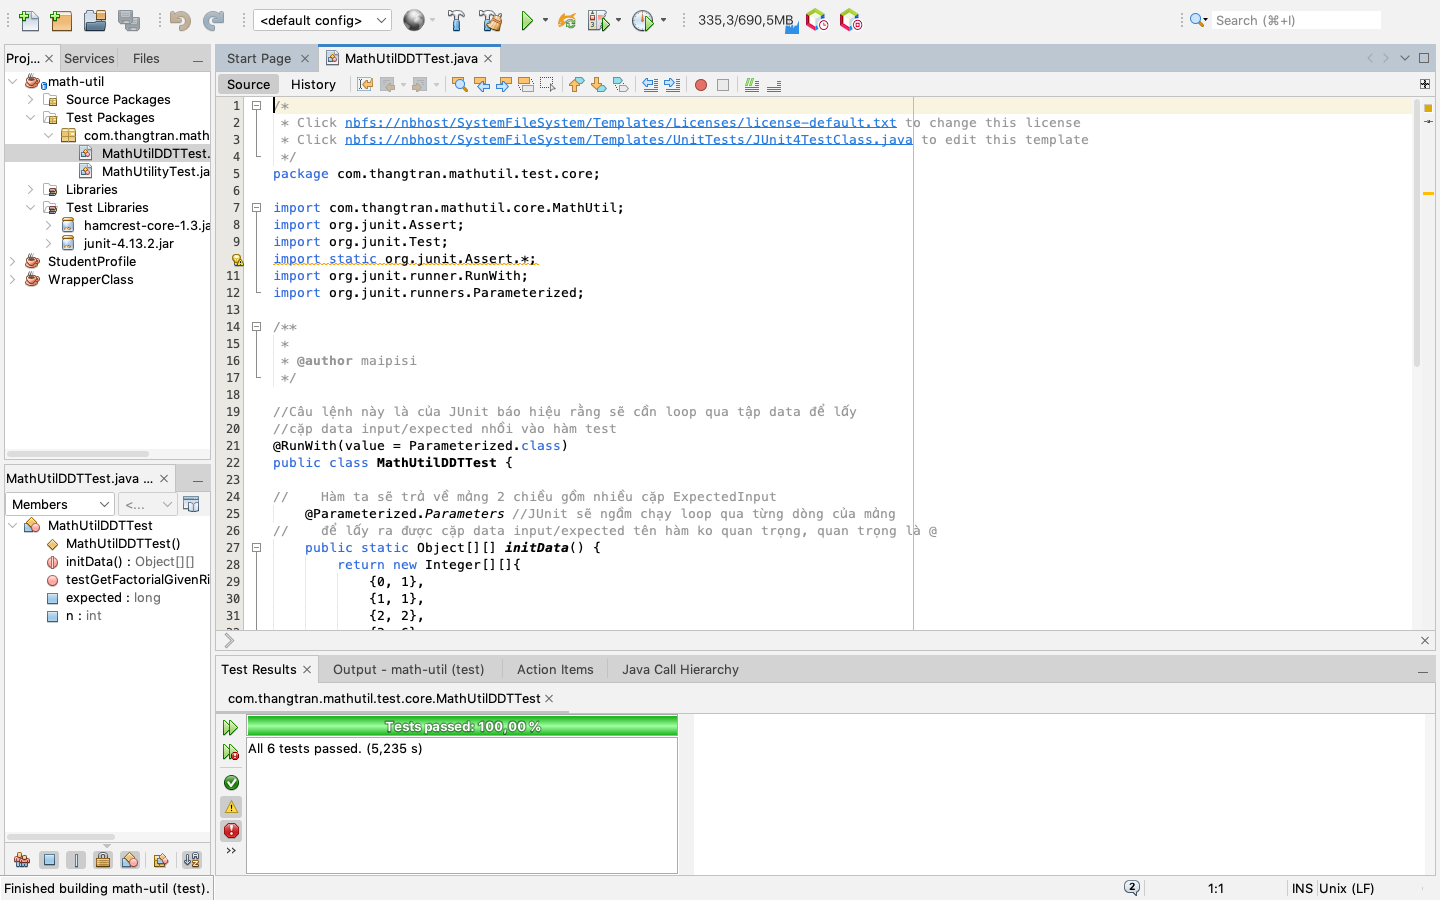 <default config>
335,3/690,5MB
Search (⌘+I)
Proj...
Services
Files
math-util
Source Packages
Test Packages
com.thangtran.math
MathUtilDDTTest.
MathUtilityTest.ja
Libraries
Test Libraries
hamcrest-core-1.3.ja
junit-4.13.2.jar
StudentProfile
WrapperClass
MathUtilDDTTest.java ...
Members
<...
MathUtilDDTTest
MathUtilDDTTest()
initData() : Object[][]
testGetFactorialGivenRi
expected : long
n : int
Start Page
MathUtilDDTTest.java
Source
History
1 /*
2 * Click nbfs://nbhost/SystemFileSystem/Templates/Licenses/license-default.txt to change this license
3 * Click nbfs://nbhost/SystemFileSystem/Templates/UnitTests/JUnit4TestClass.java to edit this template
4 */
5 package com.thangtran.mathutil.test.core;
6
7 import com.thangtran.mathutil.core.MathUtil;
8 import org.junit.Assert;
9 import org.junit.Test;
import static org.junit.Assert.*;
11 import org.junit.runner.RunWith;
12 import org.junit.runners.Parameterized;
13
14 /**
15 *
16 * @author maipisi
17 */
18
19 //Câu lệnh này là của JUnit báo hiệu rằng sẽ cần loop qua tập data để lấy
20 //cặp data input/expected nhồi vào hàm test
21 @RunWith(value = Parameterized.class)
22 public class MathUtilDDTTest {
23
24 // Hàm ta sẽ trả về mảng 2 chiều gồm nhiều cặp ExpectedInput
25 @Parameterized.Parameters //JUnit sẽ ngầm chạy loop qua từng dòng của mảng
26 // để lấy ra được cặp data input/expected tên hàm ko quan trọng, quan trọng là @
27 public static Object[][] initData() {
28 return new Integer[][]{
29 {0, 1},
30 {1, 1},
31 {2, 2},
Test Results
Output - math-util (test)
Action Items
Java Call Hierarchy
com.thangtran.mathutil.test.core.MathUtilDDTTest
Tests passed: 100,00 %
All 6 tests passed. (5,235 s)
Finished building math-util (test).
2
1:1
INS
Unix (LF)